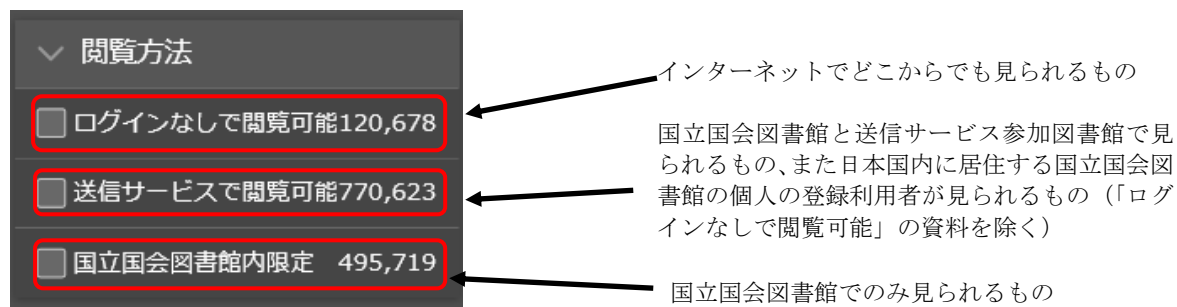 閲覧方法
ログインなしで閲覧可能120,678
送信サービスで閲覧可能770,623
国立国会図書館内限定 495,719
インターネットでどこからでも見られるもの
国立国会図書館と送信サービス参加図書館で見
られるもの、また日本国内に居住する国立国会図
書館の個人の登録利用者が見られるもの（「ログ
インなしで閲覧可能」の資料を除く）
国立国会図書館でのみ見られるもの